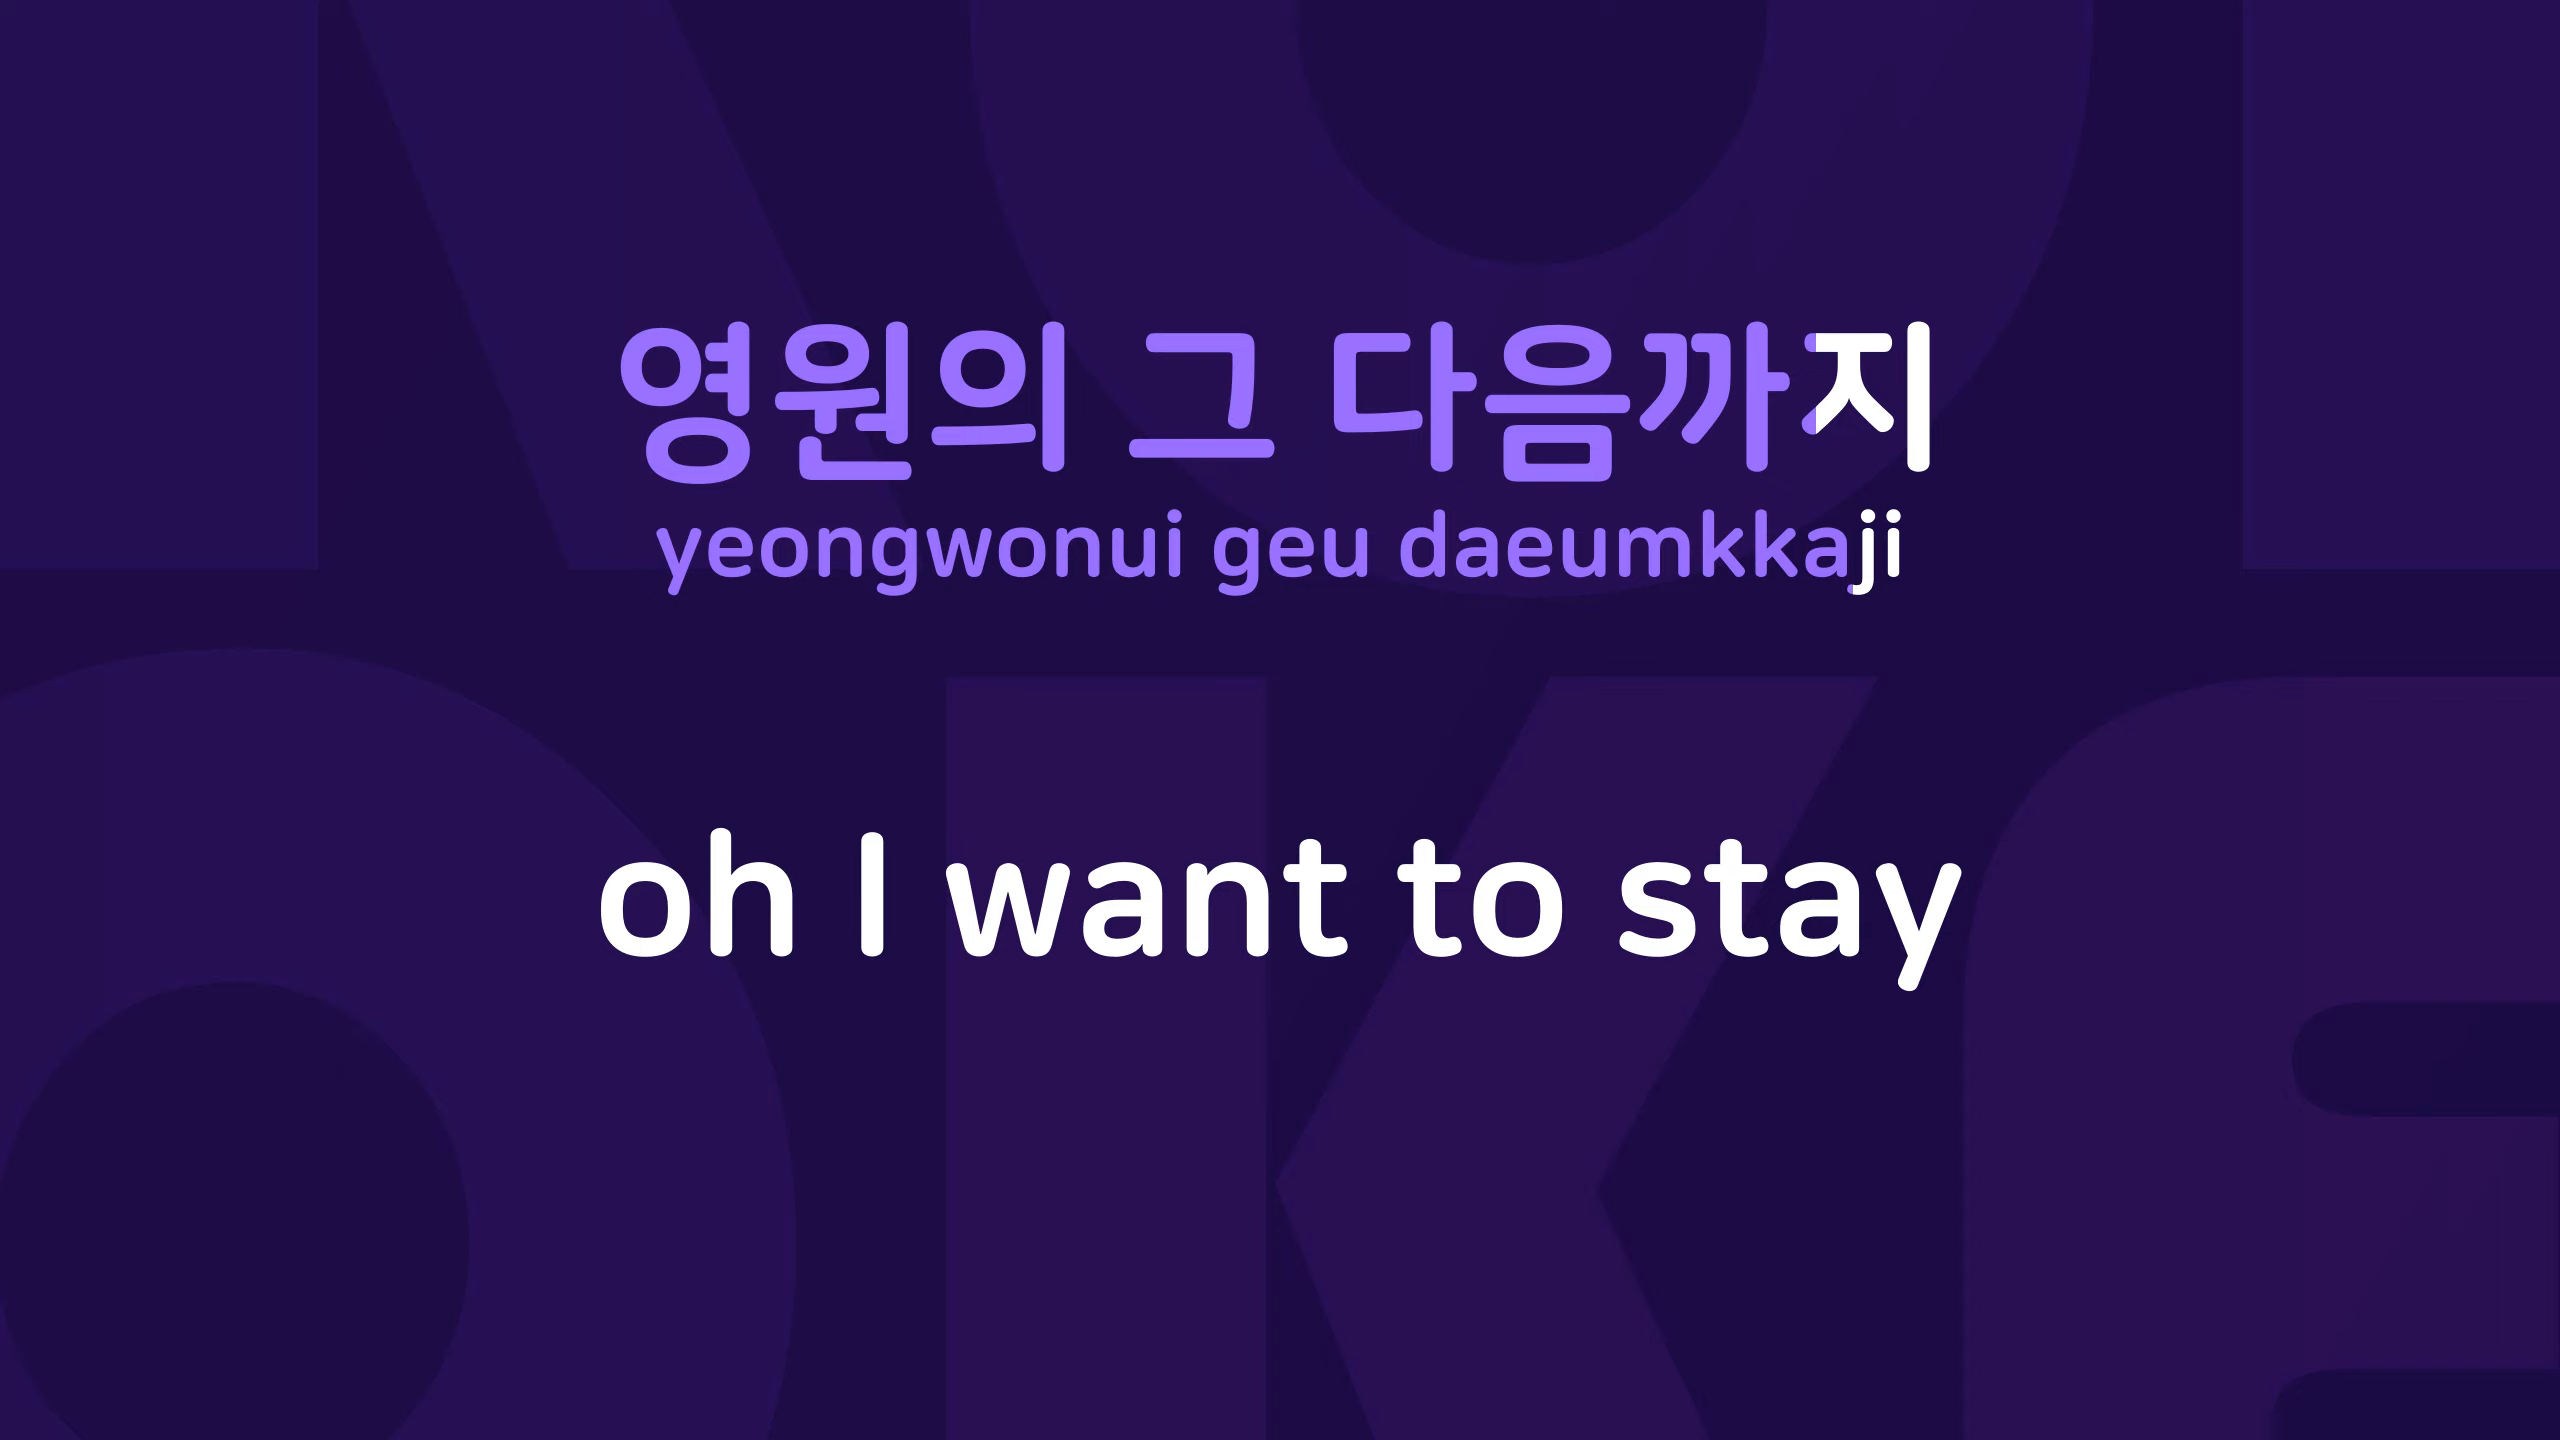 영원의 그 다음까지
yeongwonui geu daeumkkaji
oh I want to stay